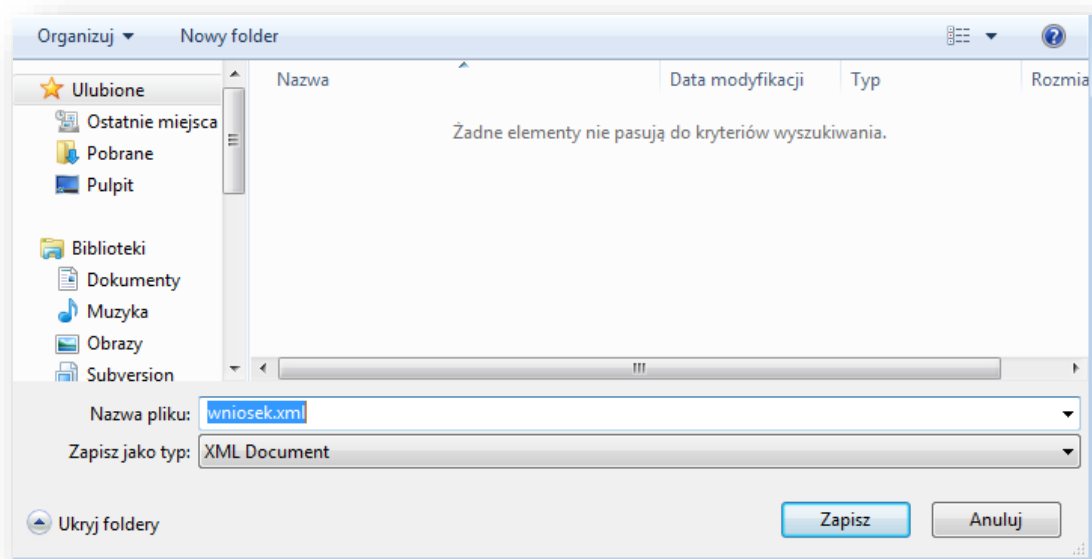 Organizuj Nowy folder
Nazwa Data modyfikacji Typ Rozmia
Ulubione
Ostatnie miejsca
Pobrane
Pulpit
Żadne elementy nie pasują do kryteriów wyszukiwania.
Biblioteki
Dokumenty
Muzyka
Obrazy
Subversion
Nazwa pliku: wniosek.xml
Zapisz jako typ: XML Document
Ukryj foldery Zapisz Anuluj